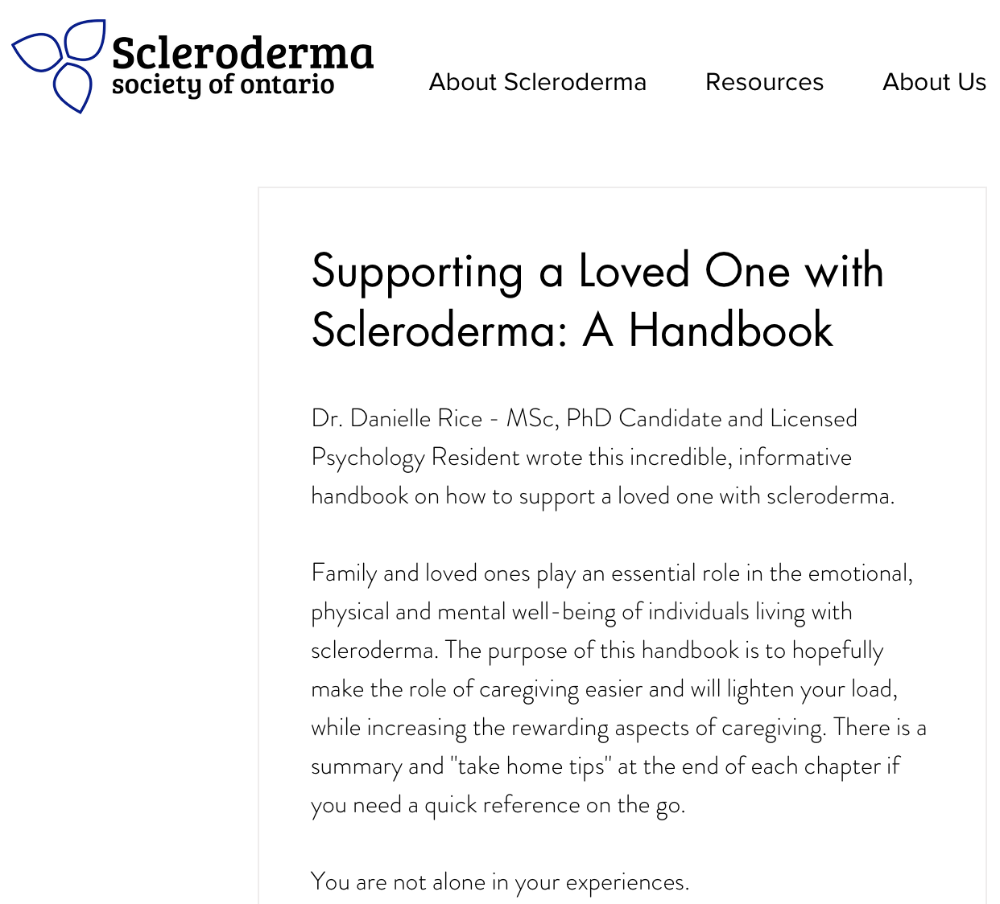 Scleroderma
society of ontario
About Scleroderma
Resources
About Us
Supporting a Loved One with
Scleroderma: A Handbook
Dr. Danielle Rice - MSc, PhD Candidate and Licensed
Psychology Resident wrote this incredible, informative
handbook on how to support a loved one with scleroderma.
Family and loved ones play an essential role in the emotional,
physical and mental well-being of individuals living with
scleroderma. The purpose of this handbook is to hopefully
make the role of caregiving easier and will lighten your load,
while increasing the rewarding aspects of caregiving. There is a
summary and "take home tips" at the end of each chapter if
you need a quick reference on the go.
You are not alone in your experiences.